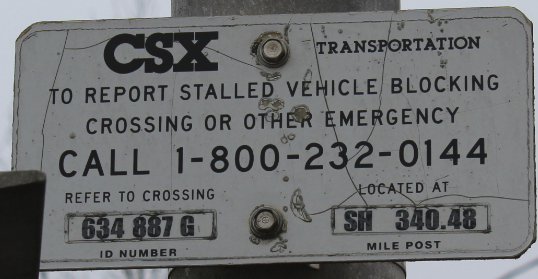 CSX TRANSPORTATION
TO REPORT STALLED VEHICLE BLOCKING
CROSSING OR OTHER EMERGENCY
CALL 1-800-232-0144
REFER TO CROSSING
634 887 G
ID NUMBER
LOCATED AT
SH 340.48
MILE POST